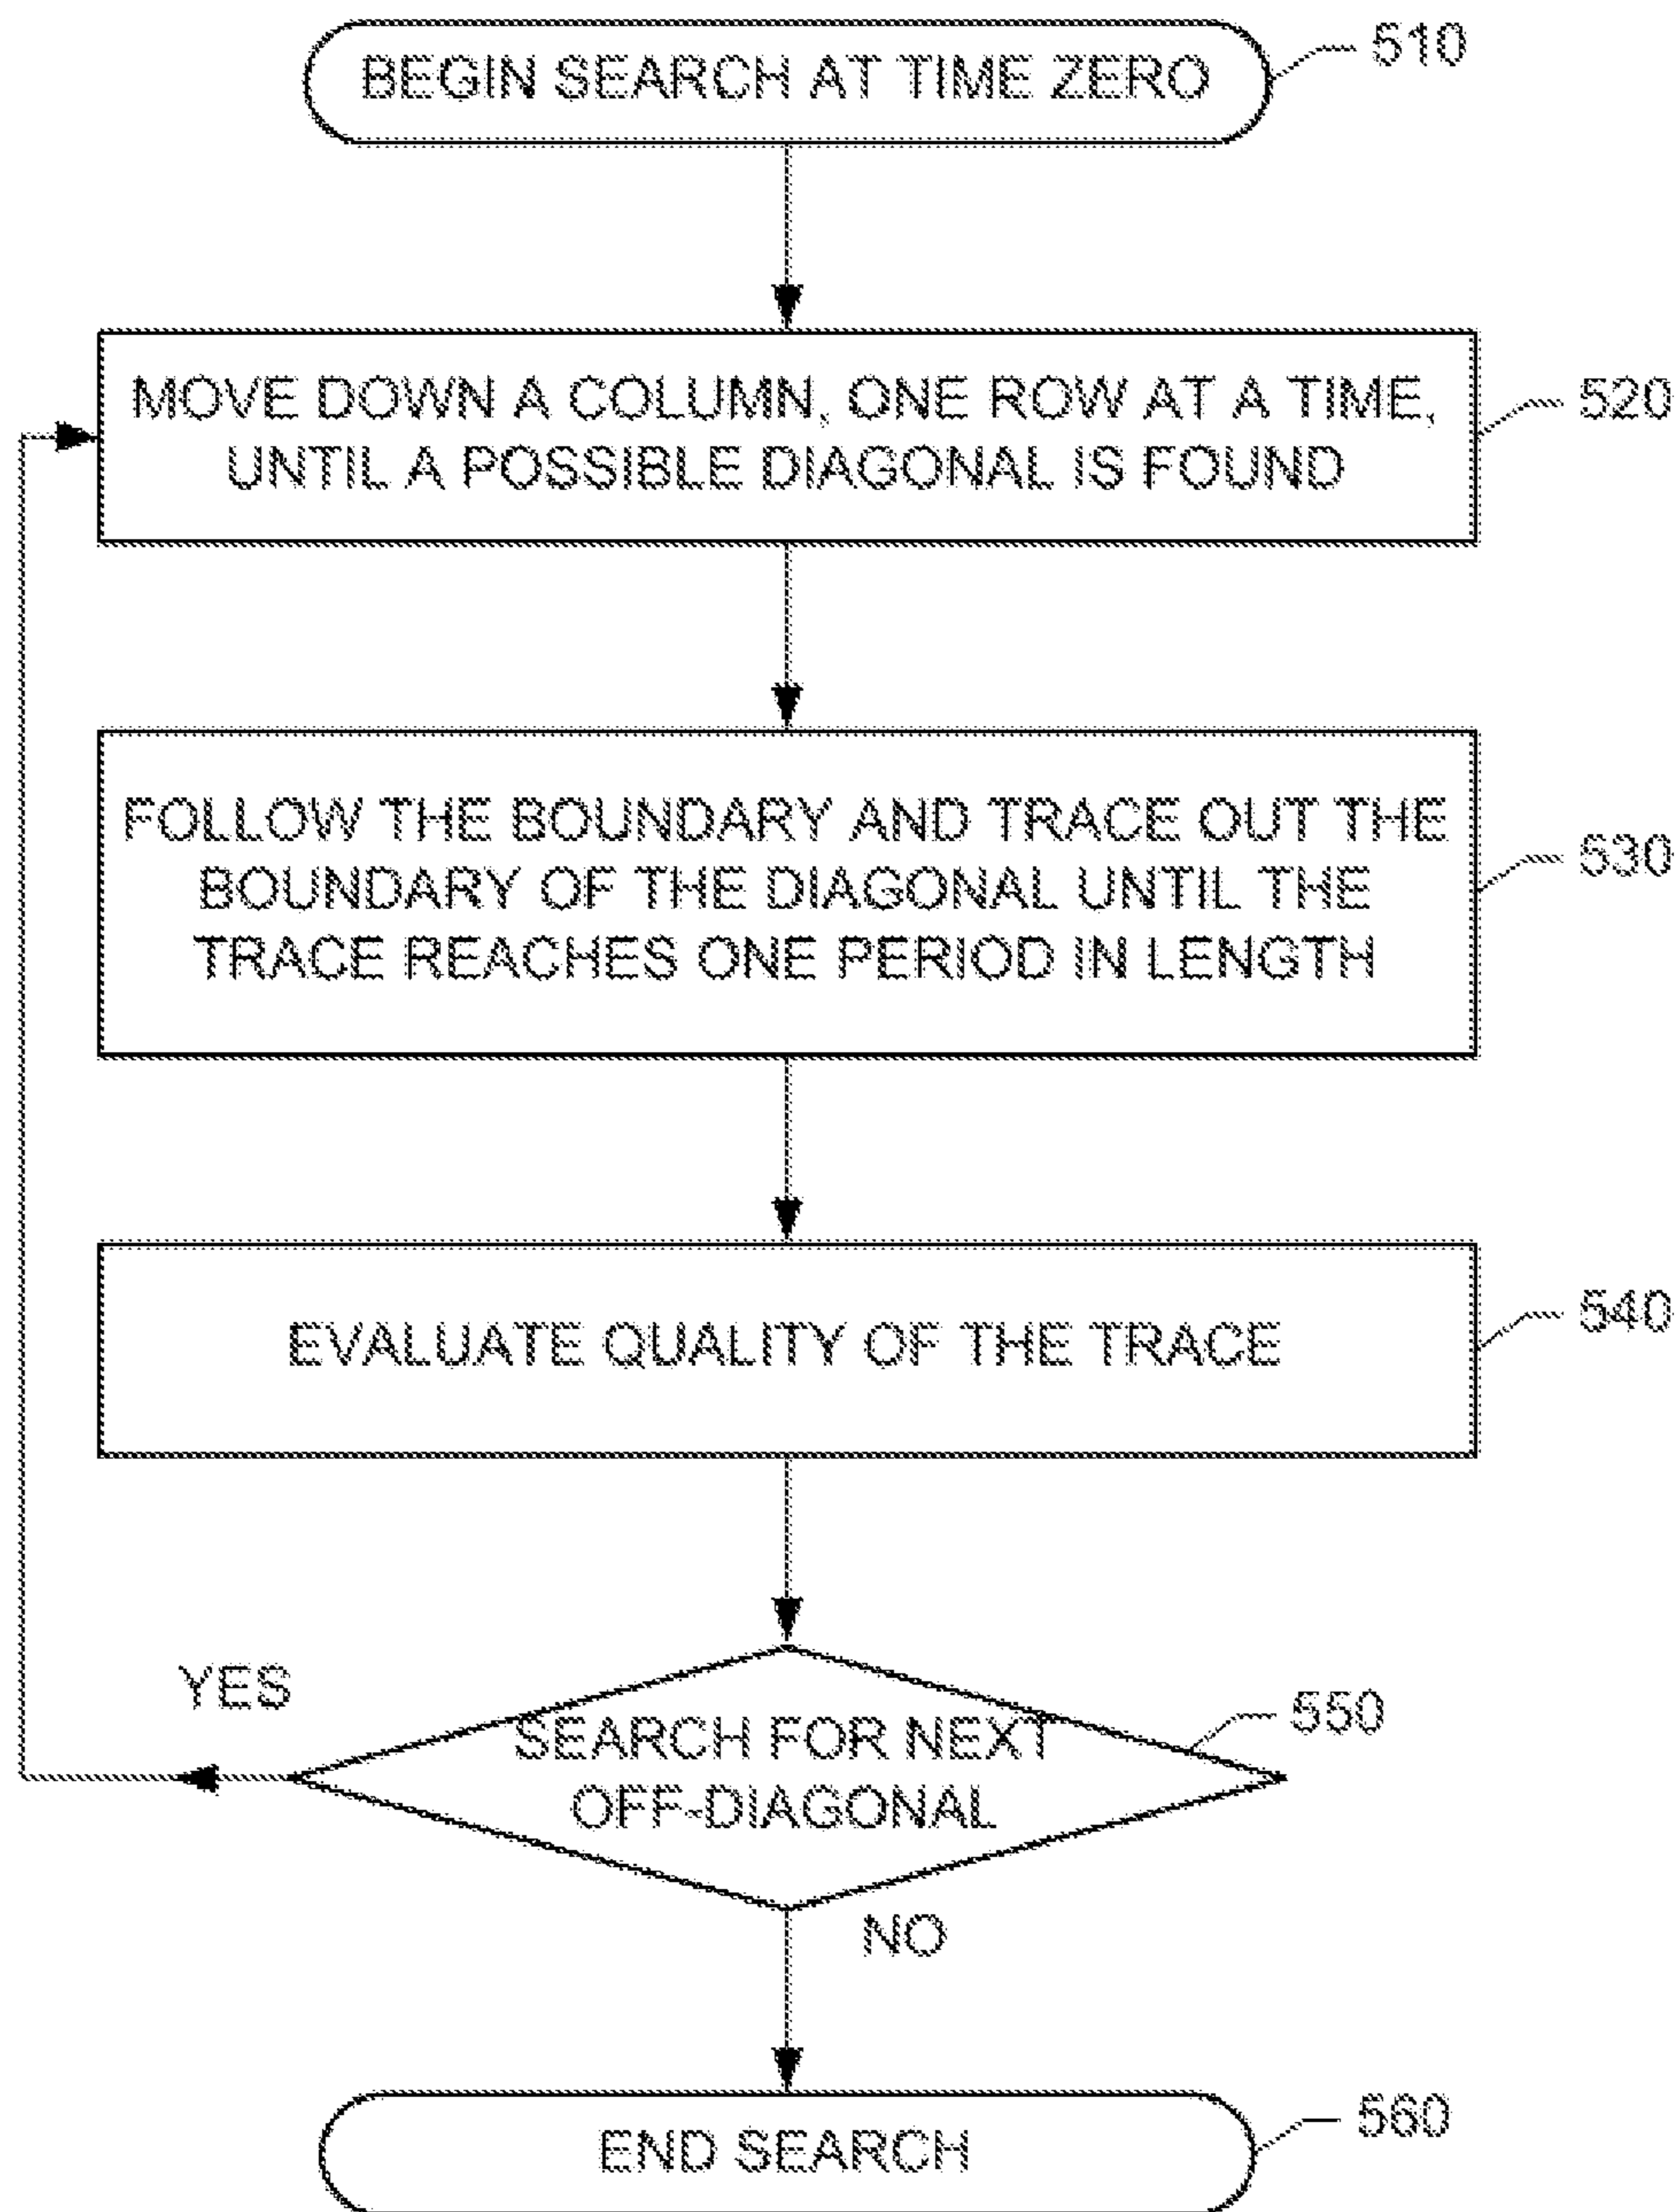 BEGIN SEARCH AT TIME ZERO
510
MOVE DOWN A COLUMN, ONE ROW AT A TIME,
UNTIL A POSSIBLE DIAGONAL IS FOUND
520
FOLLOW THE BOUNDARY AND TRACE OUT THE
BOUNDARY OF THE DIAGONAL UNTIL THE
TRACE REACHES ONE PERIOD IN LENGTH
530
EVALUATE QUALITY OF THE TRACE
540
YES
SEARCH FOR NEXT
OFF-DIAGONAL
550
NO
END SEARCH
560